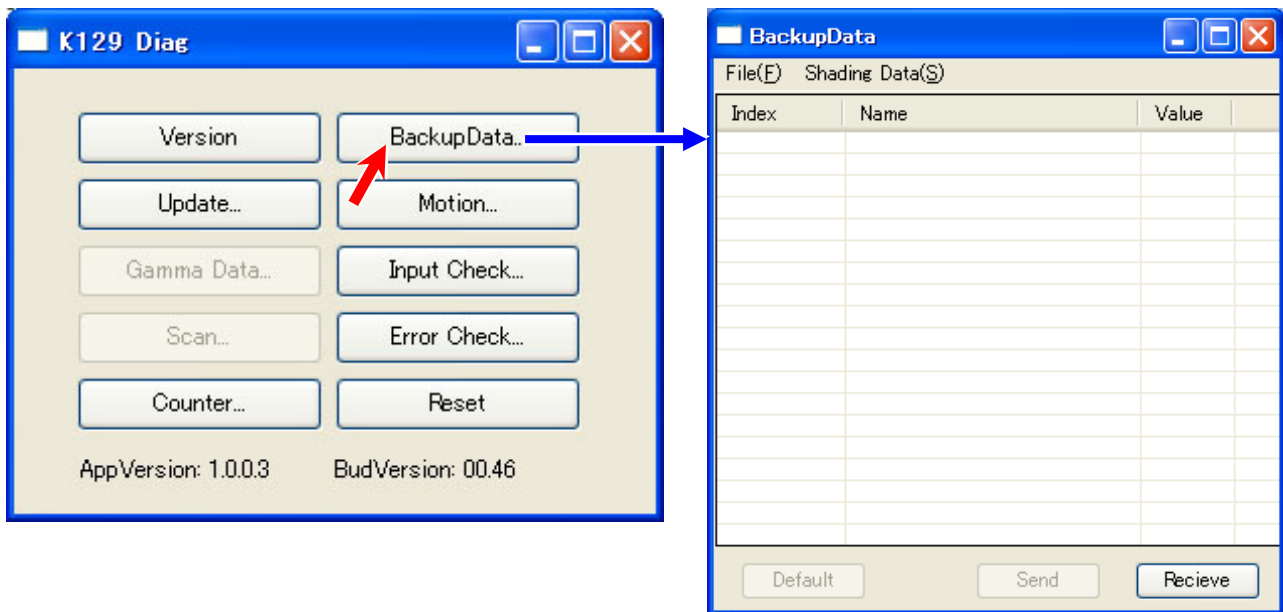 K129 Diag
Version
BackupData...
Update...
Motion...
Gamma Data...
Input Check...
Scan...
Error Check...
Counter...
Reset
AppVersion: 1.0.0.3 BudVersion: 00.46
BackupData
File(F) Shading Data(S)
Index Name Value
Default Send Recieve